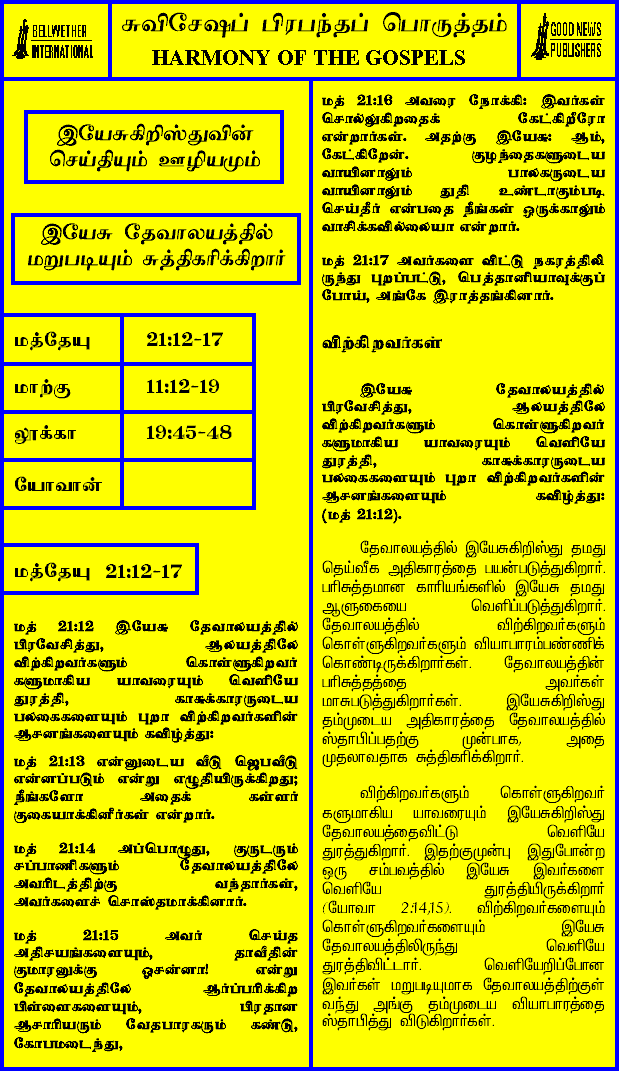 BELLWETHER
INTERNATIONAL
சுவிசேஷப் பிரபந்தப் பொருத்தம்
HARMONY OF THE GOSPELS
GOOD NEWS
PUBLISHERS
இயேசுகிறிஸ்துவின்
செய்தியும் ஊழியமும்
இயேசு தேவாலயத்தில்
மறுபடியும் சுத்திகரிக்கிறார்
மத்தேயு 21:12-17
மாற்கு 11:12-19
லூக்கா 19:45-48
யோவான்
மத்தேயு 21:12-17
மத் 21:12 இயேசு தேவாலயத்தில்
பிரவேசித்து, ஆலயத்திலே
விற்கிறவர்களும் கொள்ளுகிறவர்
களுமாகிய யாவரையும் வெளியே
துரத்தி, காசுக்காரருடைய
பலகைகளையும் புறா விற்கிறவர்களின்
ஆசனங்களையும் கவிழ்த்து:
மத் 21:13 என்னுடைய வீடு ஜெபவீடு
என்னப்படும் என்று எழுதியிருக்கிறது;
நீங்களோ அதைக் கள்ளர்
குகையாக்கினீர்கள் என்றார்.
மத் 21:14 அப்பொழுது, குருடரும்
சப்பாணிகளும் தேவாலயத்திலே
அவரிடத்திற்கு வந்தார்கள்,
அவர்களைச் சொஸ்தமாக்கினார்.
மத் 21:15 அவர் செய்த
அதிசயங்களையும், தாவீதின்
குமாரனுக்கு ஓசன்னா! என்று
தேவாலயத்திலே ஆர்ப்பரிக்கிற
பிள்ளைகளையும், பிரதான
ஆசாரியரும் வேதபாரகரும் கண்டு,
கோபமடைந்து,
மத் 21:16 அவரை நோக்கி: இவர்கள்
சொல்லுகிறதைக் கேட்கிறீரோ
என்றார்கள். அதற்கு இயேசு: ஆம்,
கேட்கிறேன். குழந்தைகளுடைய
வாயினாலும் பாலகருடைய
வாயினாலும் துதி உண்டாகும்படி
செய்தீர் என்பதை நீங்கள் ஒருக்காலும்
வாசிக்கவில்லையா என்றார்.
மத் 21:17 அவர்களை விட்டு நகரத்திலி
ருந்து புறப்பட்டு, பெத்தானியாவுக்குப்
போய், அங்கே இராத்தங்கினார்.
விற்கிறவர்கள்
இயேசு தேவாலயத்தில்
பிரவேசித்து, ஆலயத்திலே
விற்கிறவர்களும் கொள்ளுகிறவர்
களுமாகிய யாவரையும் வெளியே
துரத்தி, காசுக்காரருடைய
பலகைகளையும் புறா விற்கிறவர்களின்
ஆசனங்களையும் கவிழ்த்து:
(மத் 21:12).
தேவாலயத்தில் இயேசுகிறிஸ்து தமது
தெய்வீக அதிகாரத்தை பயன்படுத்துகிறார்.
பரிசுத்தமான காரியங்களில் இயேசு தமது
ஆளுகையை வெளிப்படுத்துகிறார்.
தேவாலயத்தில் விற்கிறவர்களும்
கொள்ளுகிறவர்களும் வியாபாரம்பண்ணிக்
கொண்டிருக்கிறார்கள். தேவாலயத்தின்
பரிசுத்தத்தை அவர்கள்
மாசுபடுத்துகிறார்கள். இயேசுகிறிஸ்து
தம்முடைய அதிகாரத்தை தேவாலயத்தில்
ஸ்தாபிப்பதற்கு முன்பாக, அதை
முதலாவதாக சுத்திகரிக்கிறார்.
விற்கிறவர்களும் கொள்ளுகிறவர்
களுமாகிய யாவரையும் இயேசுகிறிஸ்து
தேவாலயத்தைவிட்டு வெளியே
துரத்துகிறார். இதற்குமுன்பு இதுபோன்ற
ஒரு சம்பவத்தில் இயேசு இவர்களை
வெளியே துரத்தியிருக்கிறார்
(யோவா 2:14,15). விற்கிறவர்களையும்
கொள்ளுகிறவர்களையும் இயேசு
தேவாலயத்திலிருந்து வெளியே
துரத்திவிட்டார். வெளியேறிப்போன
இவர்கள் மறுபடியுமாக தேவாலயத்திற்குள்
வந்து அங்கு தம்முடைய வியாபாரத்தை
ஸ்தாபித்து விடுகிறார்கள்.